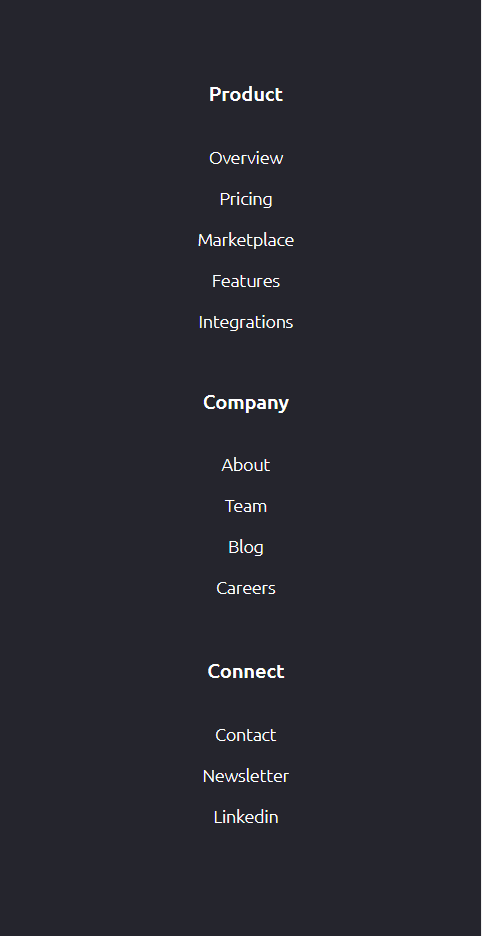 Product
Overview
Pricing
Marketplace
Features
Integrations
Company
About
Team
Blog
Careers
Connect
Contact
Newsletter
Linkedin